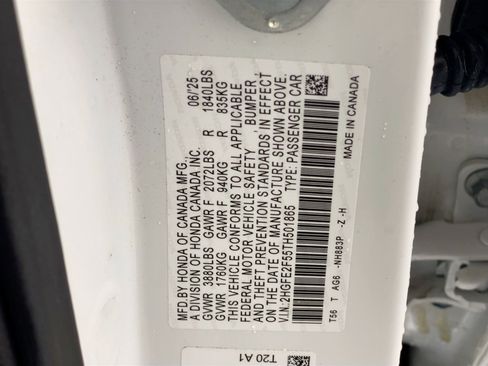 MFD. BY HONDA OF CANADA MFG. 06/'25
A DIVISION OF HONDA CANADA INC.
GVWR 3880LBS GAWR F 2072LBS R 1840LBS
GVWR 1760KG GAWR F 940KG R 835KG
THIS VEHICLE CONFORMS TO ALL APPLICABLE
FEDERAL MOTOR VEHICLE SAFETY , BUMPER ,
AND THEFT PREVENTION STANDARDS IN EFFECT
ON THE DATE OF MANUFACTURE SHOWN ABOVE.
V.I.N.:2HGFE2F55TH501865 TYPE: PASSENGER CAR
T56 T AG6 -NH883P -Z -H
MADE IN CANADA
T20 A1